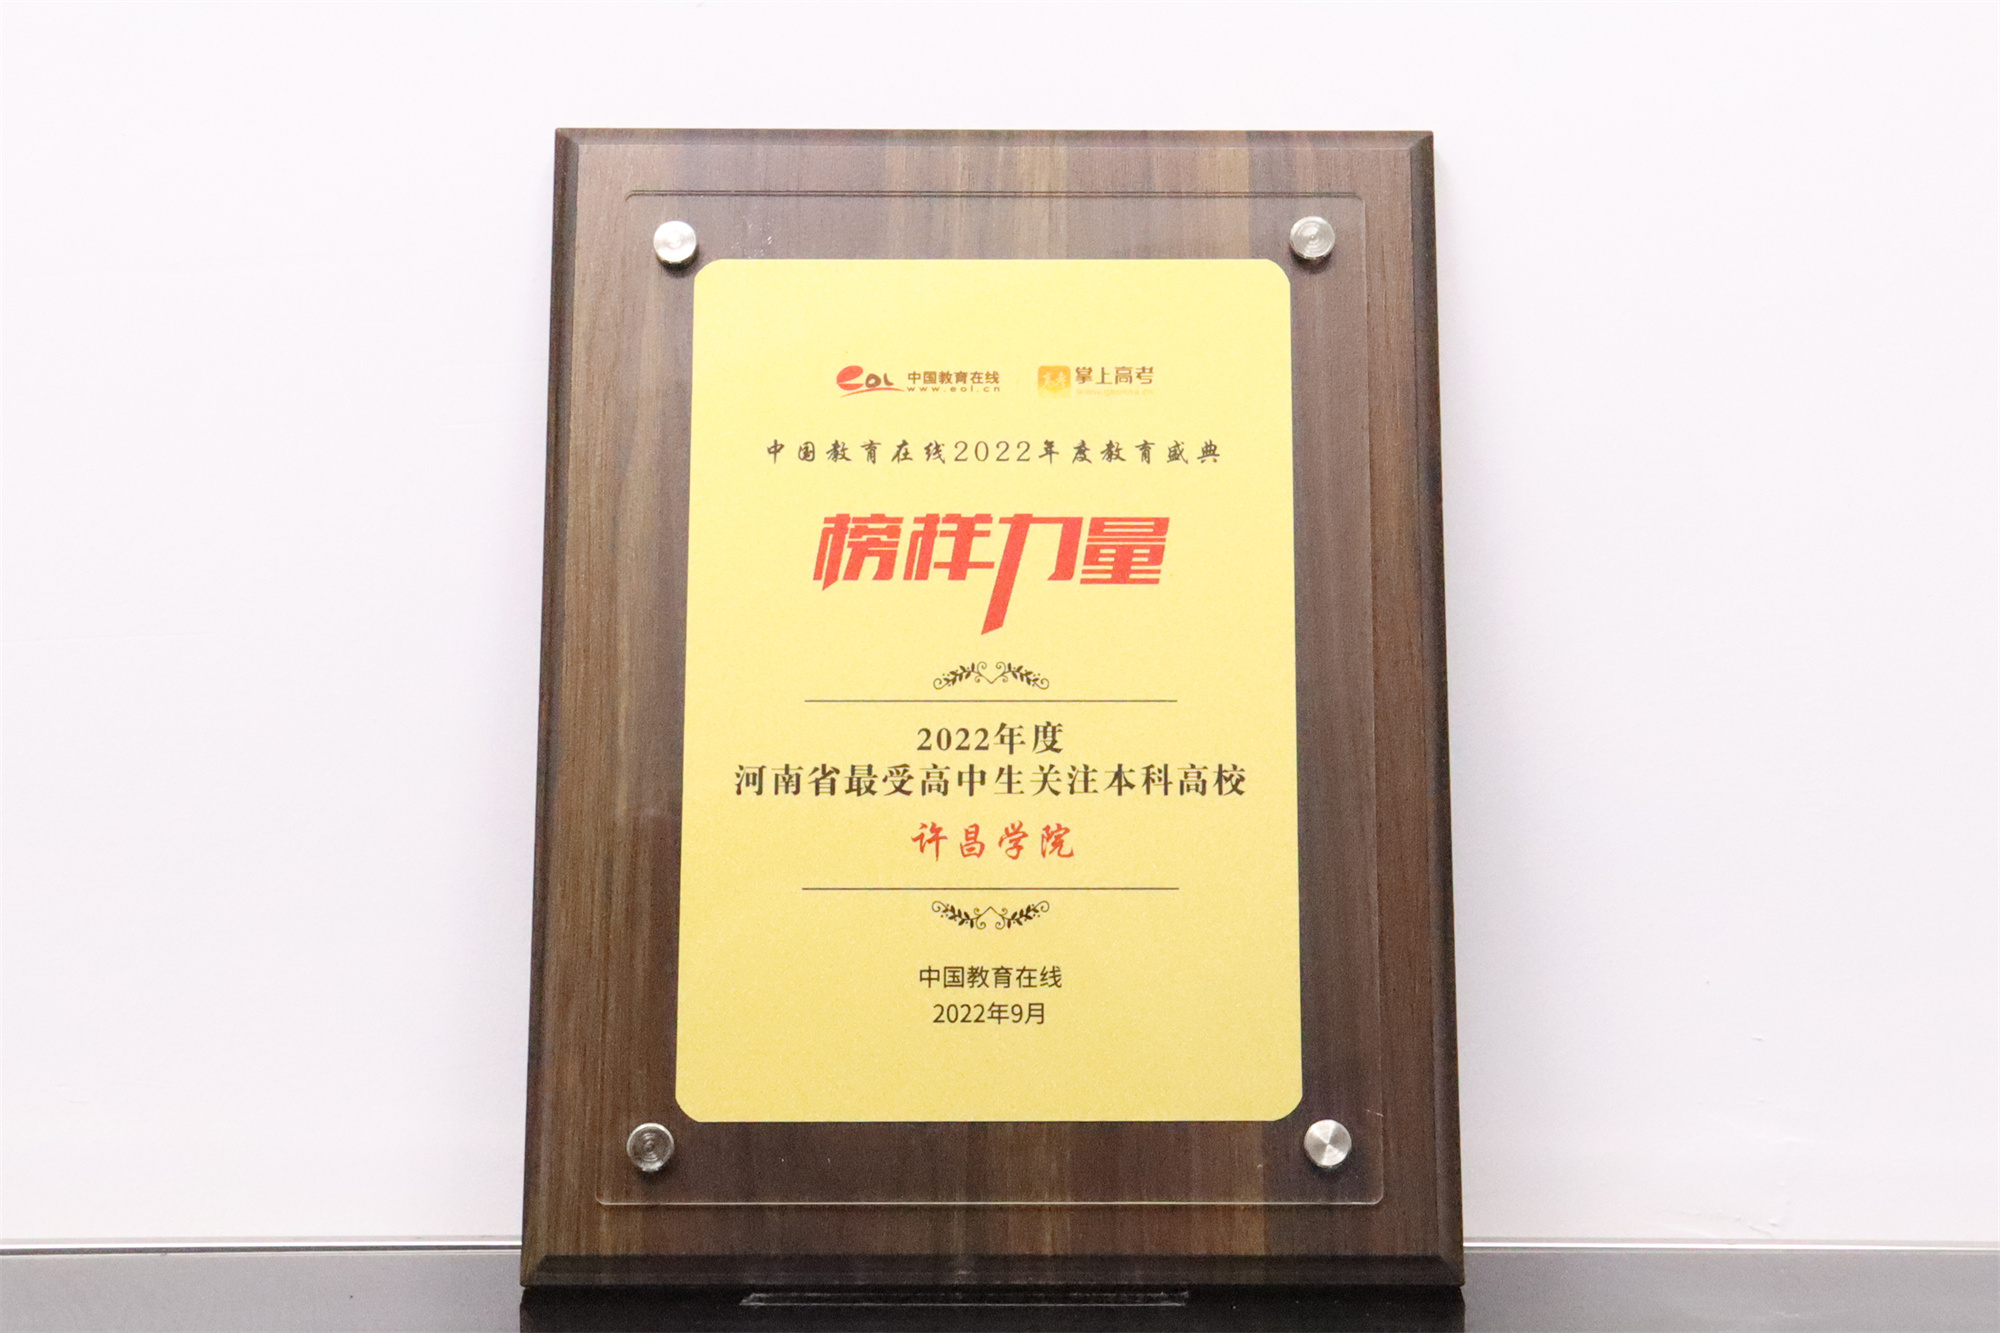 eol 中国教育在线 掌上高考
www.eol.cn
中国教育在线2022年度教育盛典
榜样力量
2022年度
河南省最受高中生关注本科高校
许昌学院
中国教育在线
2022年9月